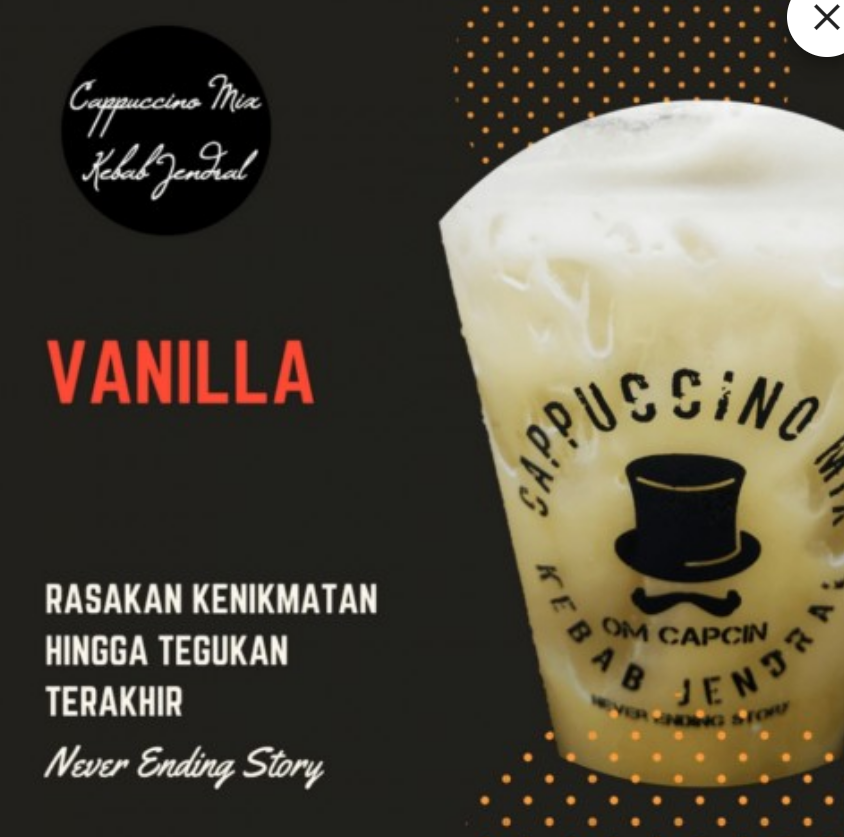 Cappuccino Mix
Kebab Jendral
VANILLA
RASAKAN KENIKMATAN
HINGGA TEGUKAN
TERAKHIR
Never Ending Story
CAPPUCCINO MIX
OM CAPCIN
KEBAB JENDRAL
NEVER ENDING STORY